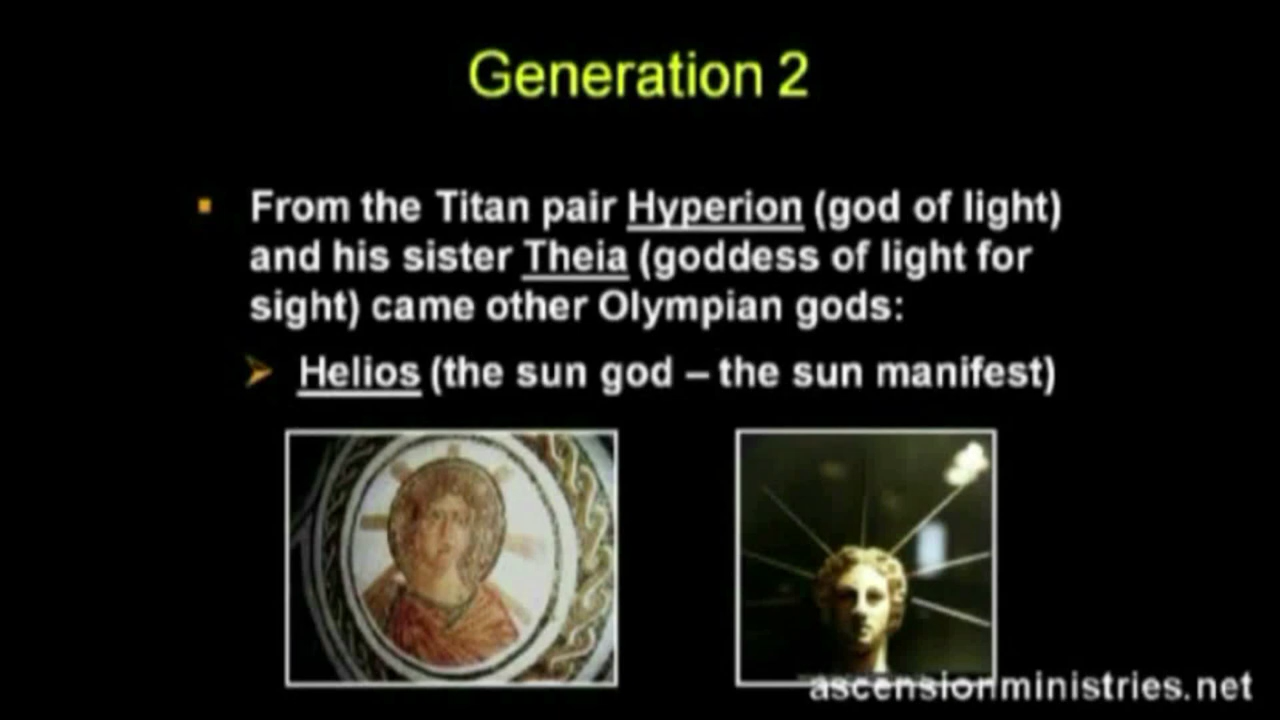 Generation 2
From the Titan pair Hyperion (god of light)
and his sister Theia (goddess of light for
sight) came other Olympian gods:
Helios (the sun god – the sun manifest)
ascensionministries.net